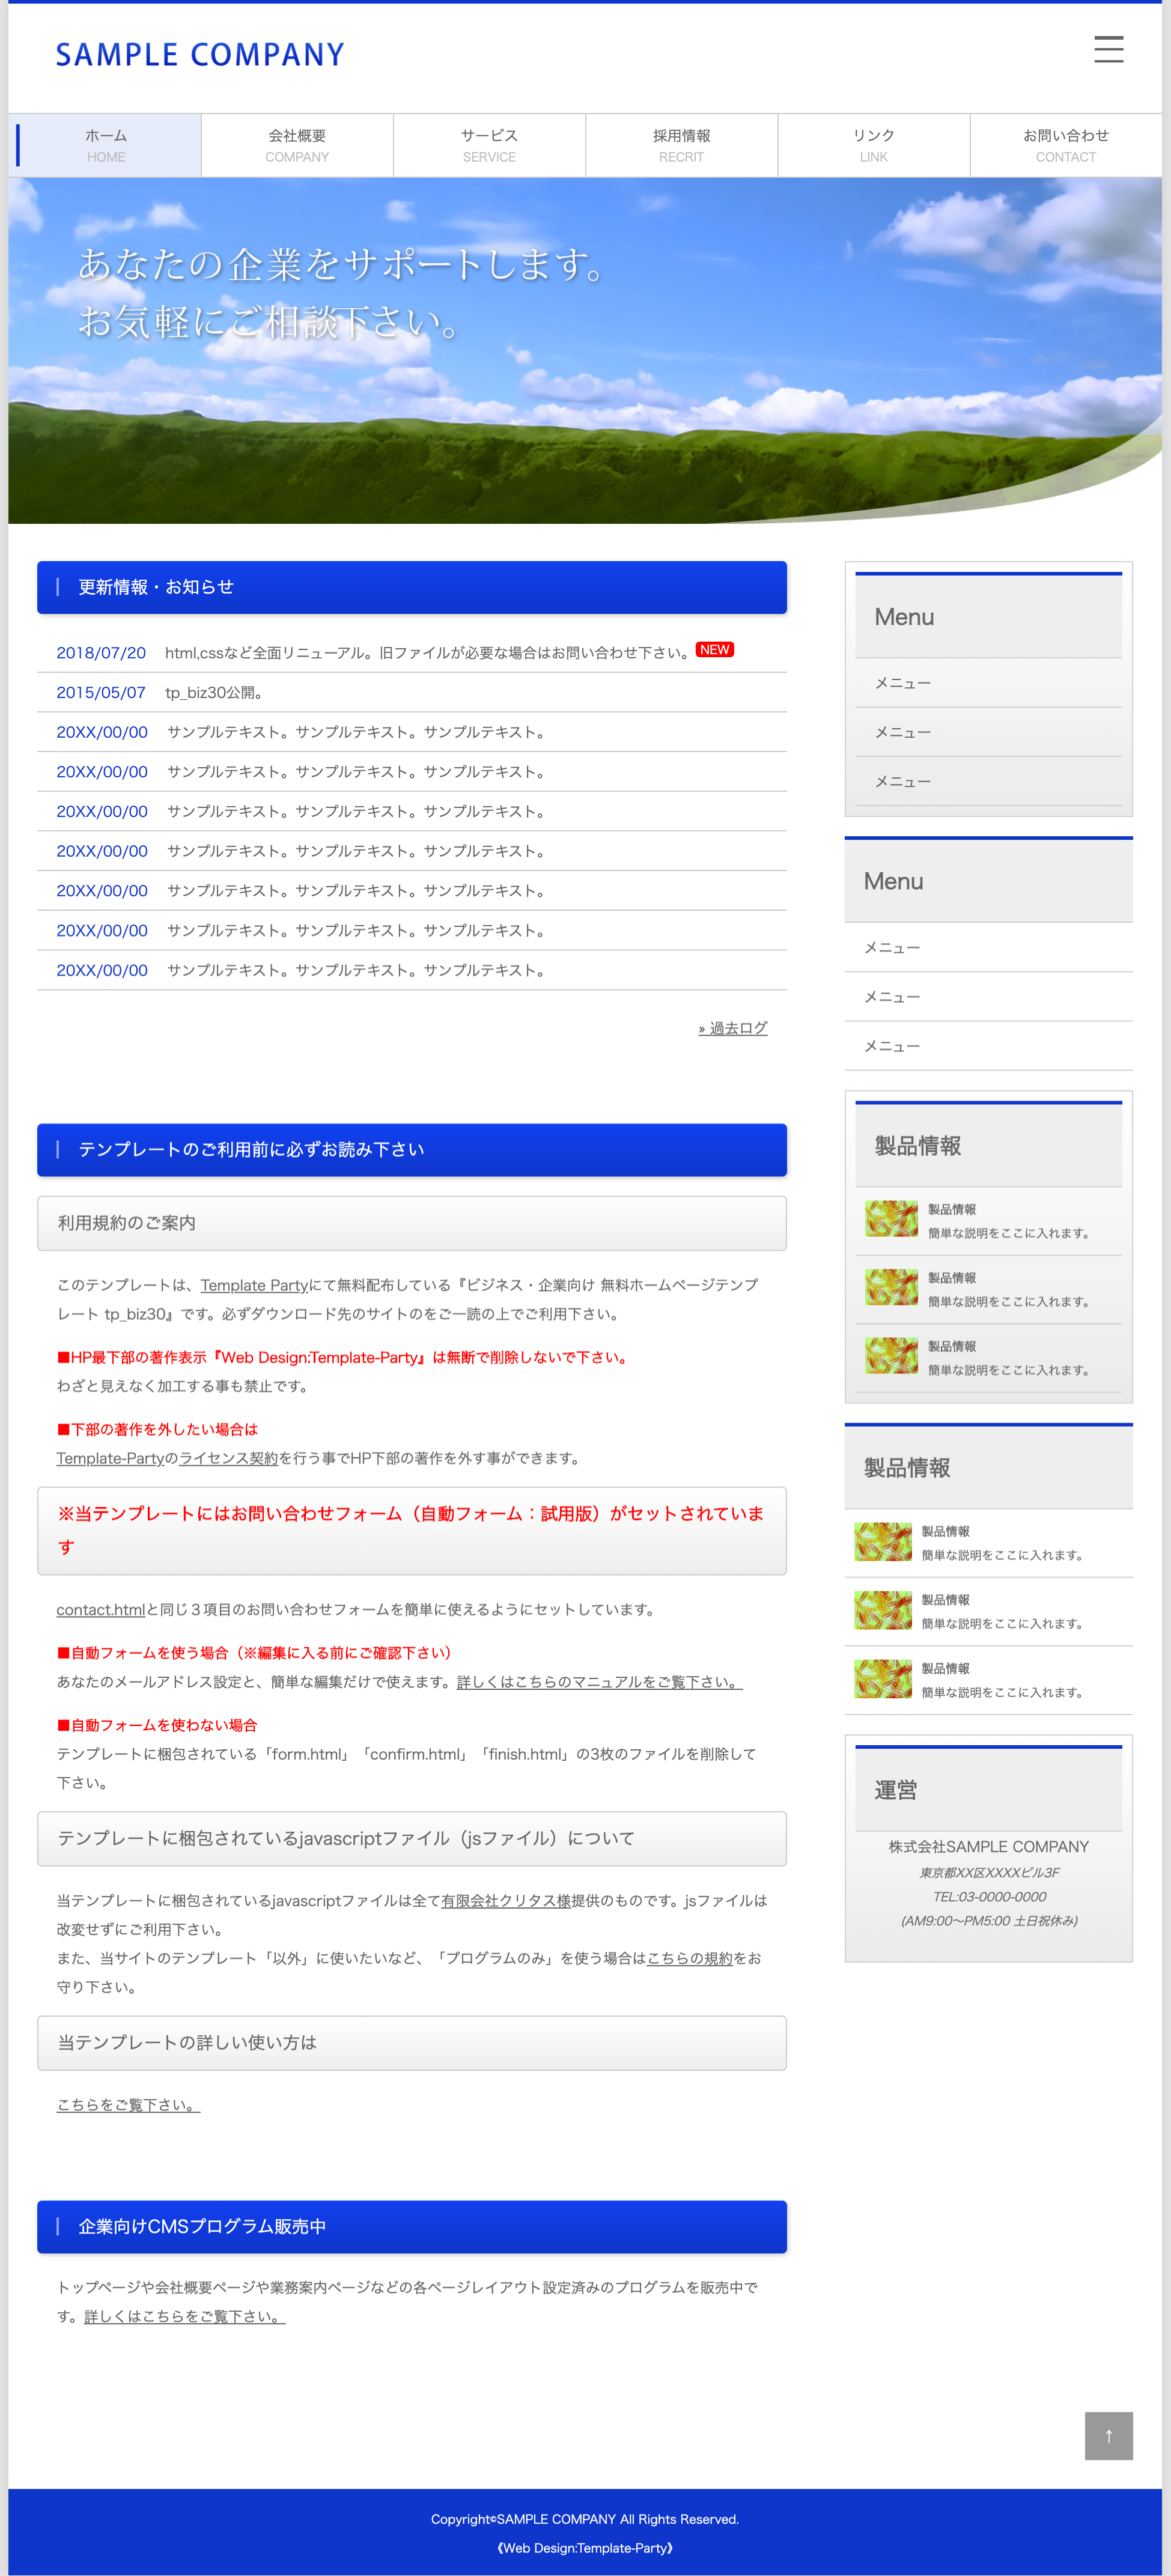 SAMPLE COMPANY
ホーム
HOME
会社概要
COMPANY
サービス
SERVICE
採用情報
RECRIT
リンク
LINK
お問い合わせ
CONTACT
あなたの企業をサポートします。
お気軽にご相談下さい。
更新情報・お知らせ
2018/07/20 html,cssなど全面リニューアル。旧ファイルが必要な場合はお問い合わせ下さい。NEW
2015/05/07 tp_biz30公開。
20XX/00/00 サンプルテキスト。サンプルテキスト。サンプルテキスト。
20XX/00/00 サンプルテキスト。サンプルテキスト。サンプルテキスト。
20XX/00/00 サンプルテキスト。サンプルテキスト。サンプルテキスト。
20XX/00/00 サンプルテキスト。サンプルテキスト。サンプルテキスト。
20XX/00/00 サンプルテキスト。サンプルテキスト。サンプルテキスト。
20XX/00/00 サンプルテキスト。サンプルテキスト。サンプルテキスト。
20XX/00/00 サンプルテキスト。サンプルテキスト。サンプルテキスト。
» 過去ログ
テンプレートのご利用前に必ずお読み下さい
利用規約のご案内
このテンプレートは、Template Partyにて無料配布している『ビジネス・企業向け 無料ホームページテンプ
レート tp_biz30』です。必ずダウンロード先のサイトのをご一読の上でご利用下さい。
■HP最下部の著作表示『Web Design:Template-Party』は無断で削除しないで下さい。
わざと見えなく加工する事も禁止です。
■下部の著作を外したい場合は
Template-Partyのライセンス契約を行う事でHP下部の著作を外す事ができます。
※当テンプレートにはお問い合わせフォーム（自動フォーム：試用版）がセットされていま
す
contact.htmlと同じ３項目のお問い合わせフォームを簡単に使えるようにセットしています。
■自動フォームを使う場合（※編集に入る前にご確認下さい）
あなたのメールアドレス設定と、簡単な編集だけで使えます。詳しくはこちらのマニュアルをご覧下さい。
■自動フォームを使わない場合
テンプレートに梱包されている「form.html」「confirm.html」「finish.html」の3枚のファイルを削除して
下さい。
テンプレートに梱包されているjavascriptファイル（jsファイル）について
当テンプレートに梱包されているjavascriptファイルは全て有限会社クリタス様提供のものです。jsファイルは
改変せずにご利用下さい。
また、当サイトのテンプレート「以外」に使いたいなど、「プログラムのみ」を使う場合はこちらの規約をお
守り下さい。
当テンプレートの詳しい使い方は
こちらをご覧下さい。
企業向けCMSプログラム販売中
トップページや会社概要ページや業務案内ページなどの各ページレイアウト設定済みのプログラムを販売中で
す。詳しくはこちらをご覧下さい。
Menu
メニュー
メニュー
メニュー
Menu
メニュー
メニュー
メニュー
製品情報
製品情報
簡単な説明をここに入れます。
製品情報
簡単な説明をここに入れます。
製品情報
簡単な説明をここに入れます。
製品情報
製品情報
簡単な説明をここに入れます。
製品情報
簡単な説明をここに入れます。
製品情報
簡単な説明をここに入れます。
運営
株式会社SAMPLE COMPANY
東京都XX区XXXXビル3F
TEL:03-0000-0000
(AM9:00〜PM5:00 土日祝休み)
↑
Copyright©SAMPLE COMPANY All Rights Reserved.
《Web Design:Template-Party》